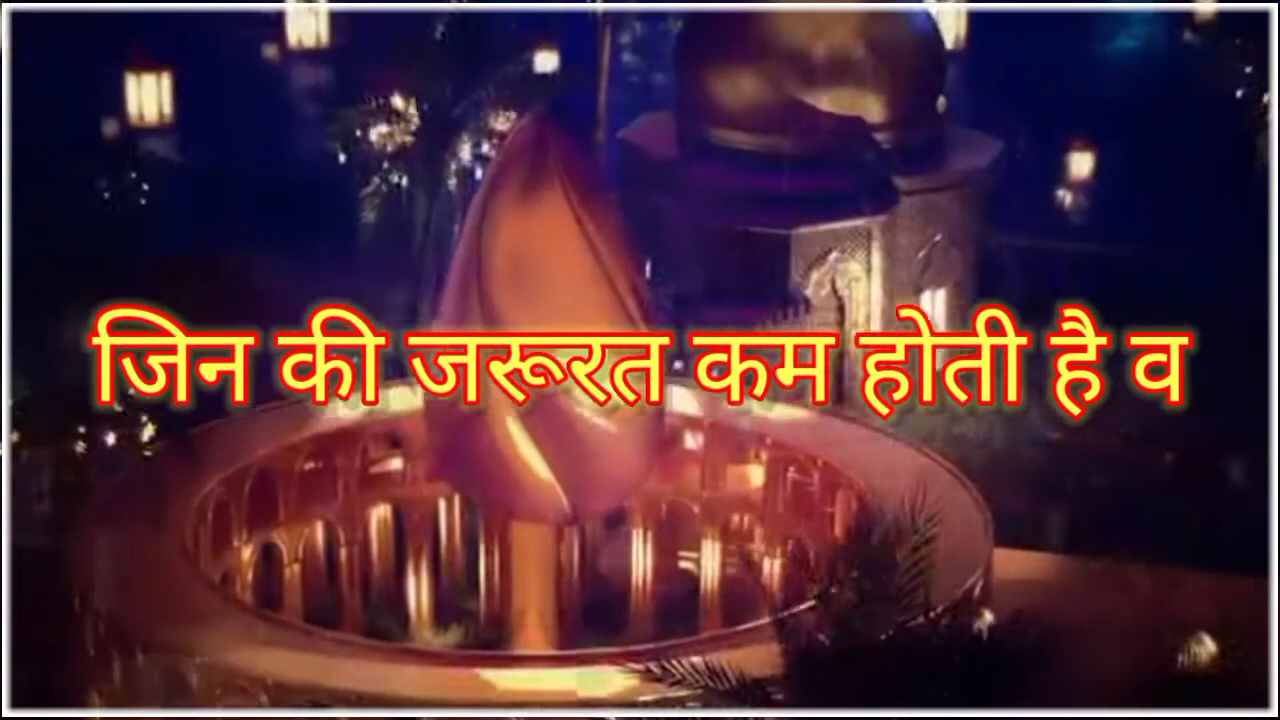 जिन की जरूरत कम होती है व